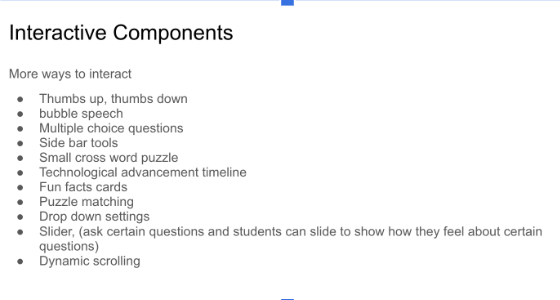 Interactive Components
More ways to interact
● Thumbs up, thumbs down
● bubble speech
● Multiple choice questions
● Side bar tools
● Small cross word puzzle
● Technological advancement timeline
● Fun facts cards
● Puzzle matching
● Drop down settings
● Slider, (ask certain questions and students can slide to show how they feel about certain
questions)
● Dynamic scrolling